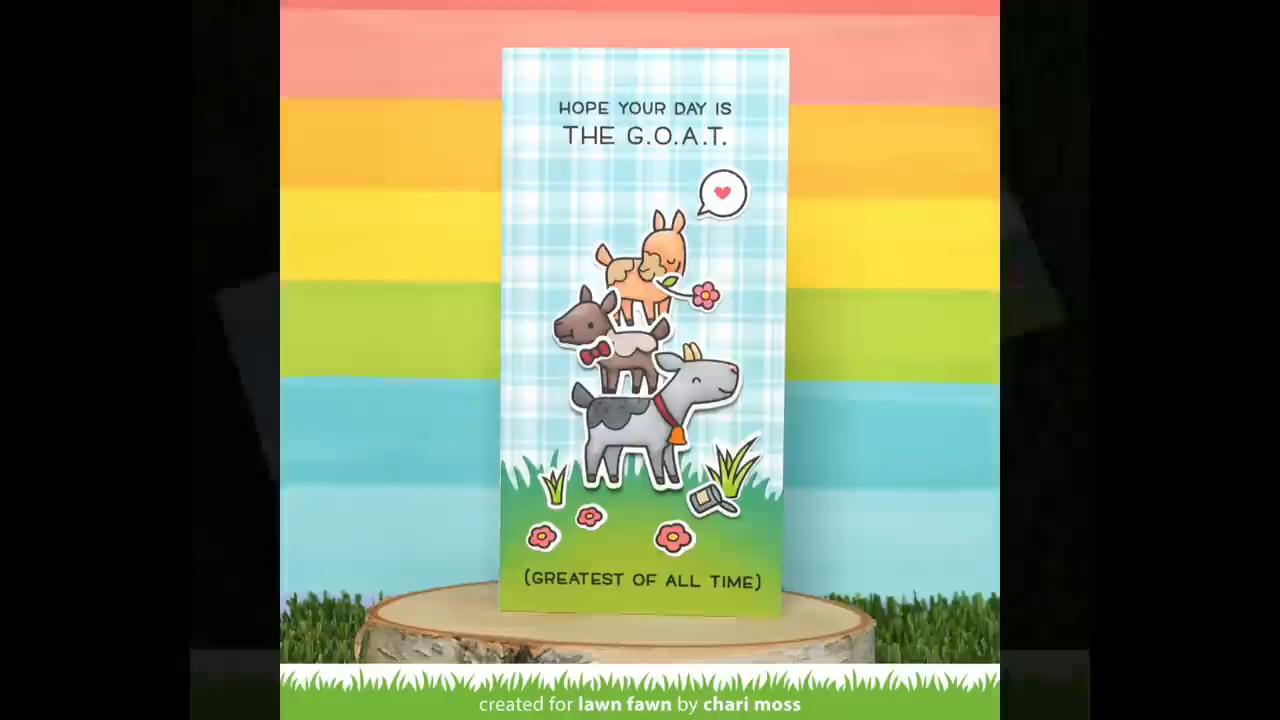 HOPE YOUR DAY IS
THE G.O.A.T.
(GREATEST OF ALL TIME)
created for lawn fawn by chari moss